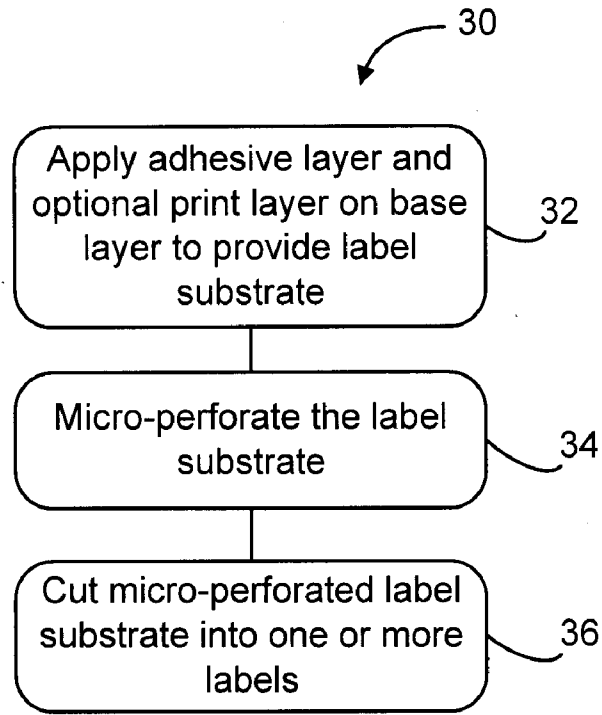 30
Apply adhesive layer and
optional print layer on base
layer to provide label
substrate
32
Micro-perforate the label
substrate
34
Cut micro-perforated label
substrate into one or more
labels
36